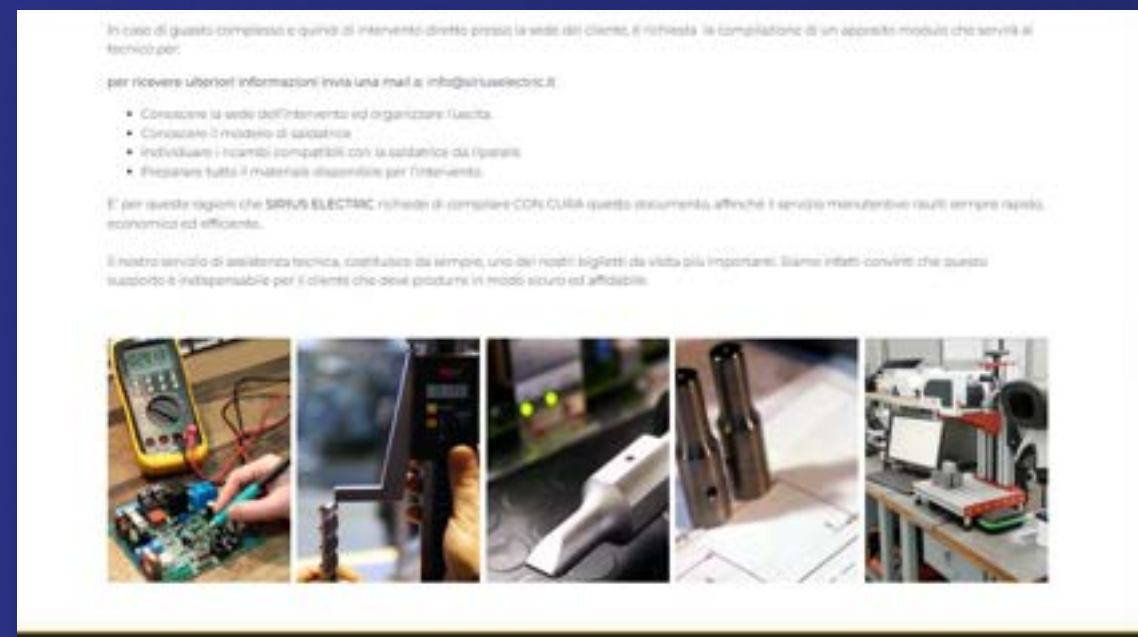 In caso di guasto complesso e quindi di intervento diretto presso la sede del cliente, è richiesta la compilazione di un apposito modulo che servirà al
tecnico per:
per ricevere ulteriori informazioni invia una mail a: info@siriuselectric.it
Conoscere la sede dell'intervento ed organizzare l'uscita.
Conoscere il modello di saldatrice
Individuare i ricambi compatibili con la saldatrice da riparare
Preparare tutto il materiale disponibile per l'intervento.
E' per queste ragioni che SIRIUS ELECTRIC richiede di compilare CON CURA questo documento, affinché il servizio manutentivo risulti sempre rapido,
economico ed efficiente.
Il nostro servizio di assistenza tecnica, costituisce da sempre, uno dei nostri biglietti da visita più importanti. Siamo infatti convinti che questo
supporto è indispensabile per il cliente che deve produrre in modo sicuro ed affidabile.